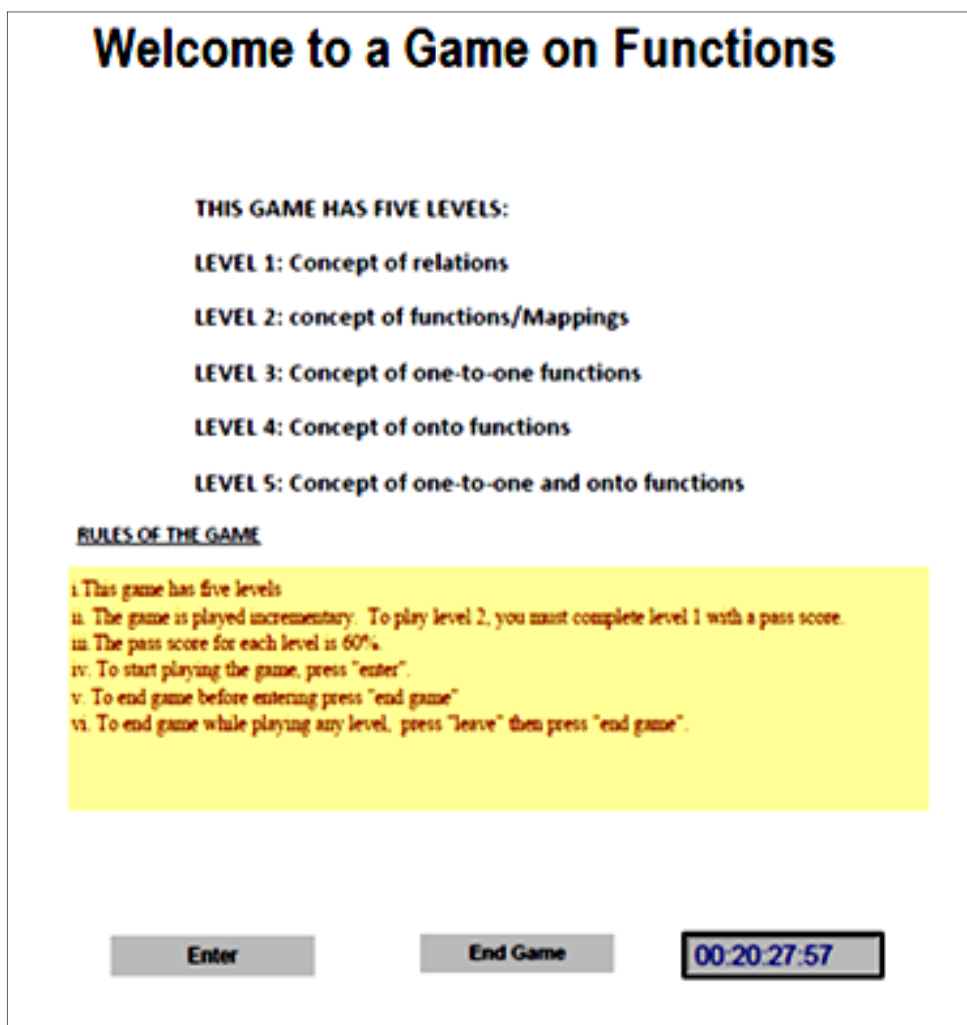 Welcome to a Game on Functions
THIS GAME HAS FIVE LEVELS:
LEVEL 1: Concept of relations
LEVEL 2: concept of functions/Mappings
LEVEL 3: Concept of one-to-one functions
LEVEL 4: Concept of onto functions
LEVEL 5: Concept of one-to-one and onto functions
RULES OF THE GAME
i.This game has five levels
ii. The game is played incrementary. To play level 2, you must complete level 1 with a pass score.
iii.The pass score for each level is 60%.
iv. To start playing the game, press "enter".
v. To end game before entering press "end game"
vi. To end game while playing any level, press "leave" then press "end game".
Enter
End Game
00:20:27:57